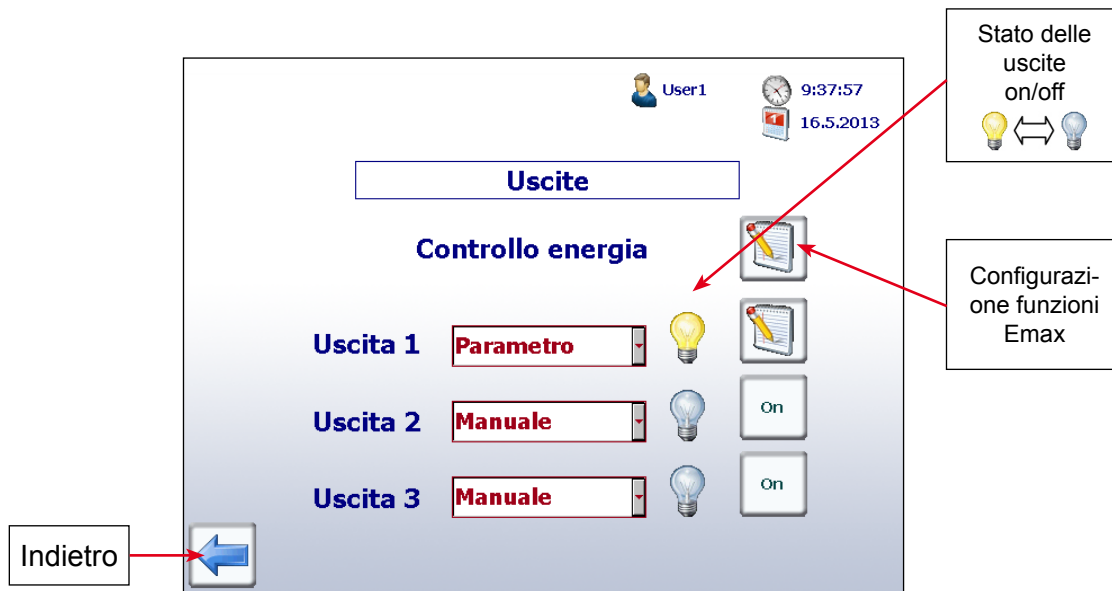 Stato delle
uscite
on/off
User1
9:37:57
1
16.5.2013
Uscite
Controllo energia
Configurazi-
one funzioni
Emax
Uscita 1
Parametro
Uscita 2
Manuale
On
Uscita 3
Manuale
On
Indietro